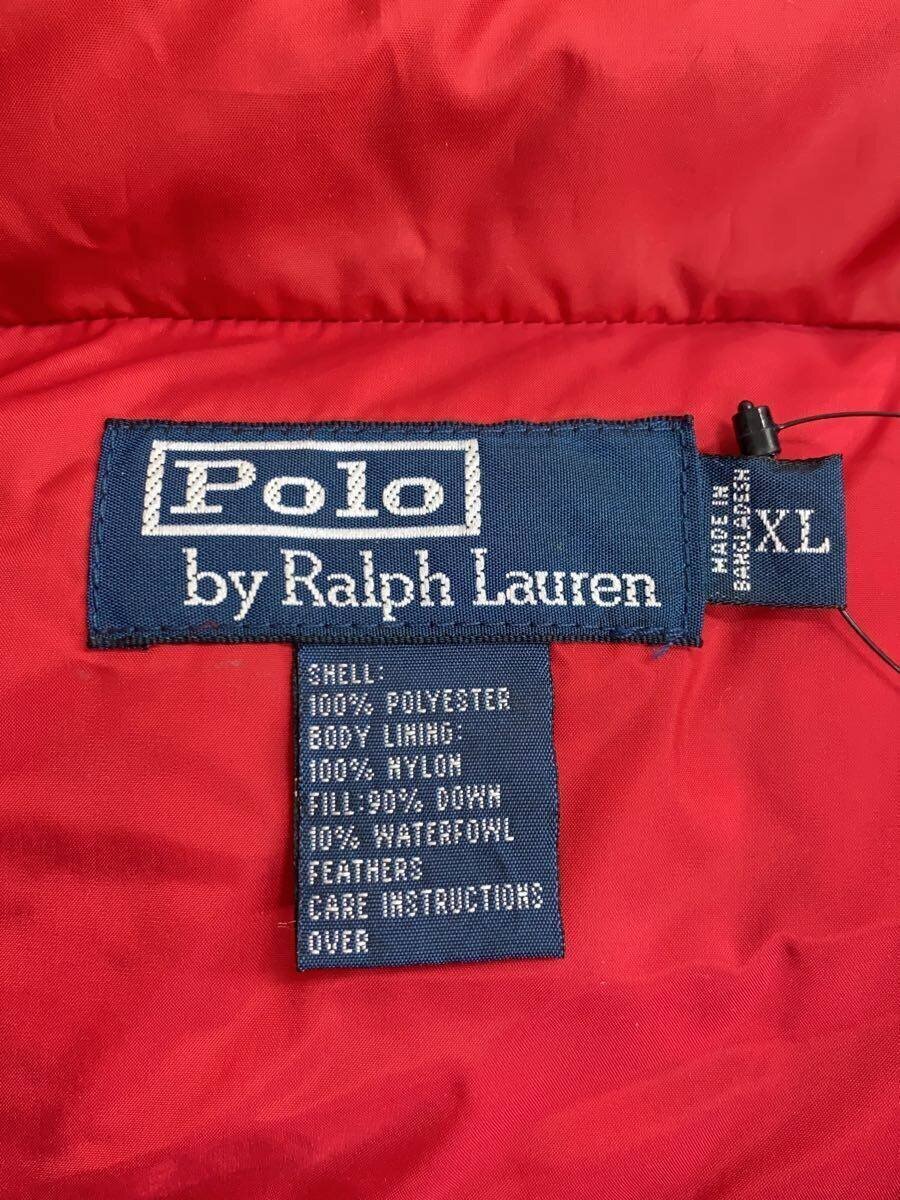 Polo
by Ralph Lauren
MADE IN
BANGLADESH
XL
SHELL:
100% POLYESTER
BODY LINING:
100% NYLON
FILL:90% DOWN
10% WATERFOWL
FEATHERS
CARE INSTRUCTIONS
OVER